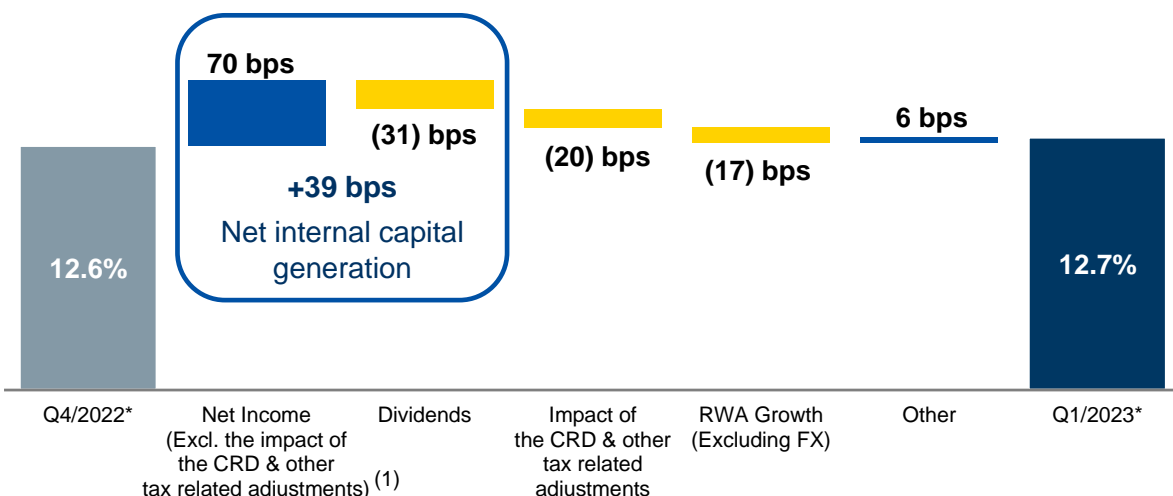 70 bps
(31) bps
+39 bps
Net internal capital
generation
(20) bps
(17) bps
6 bps
12.6%
12.7%
Q4/2022*
Net Income
(Excl. the impact of
the CRD & other
tax related adjustments) (1)
Dividends
Impact of
the CRD & other
tax related
adjustments
RWA Growth
(Excluding FX)
Other
Q1/2023*